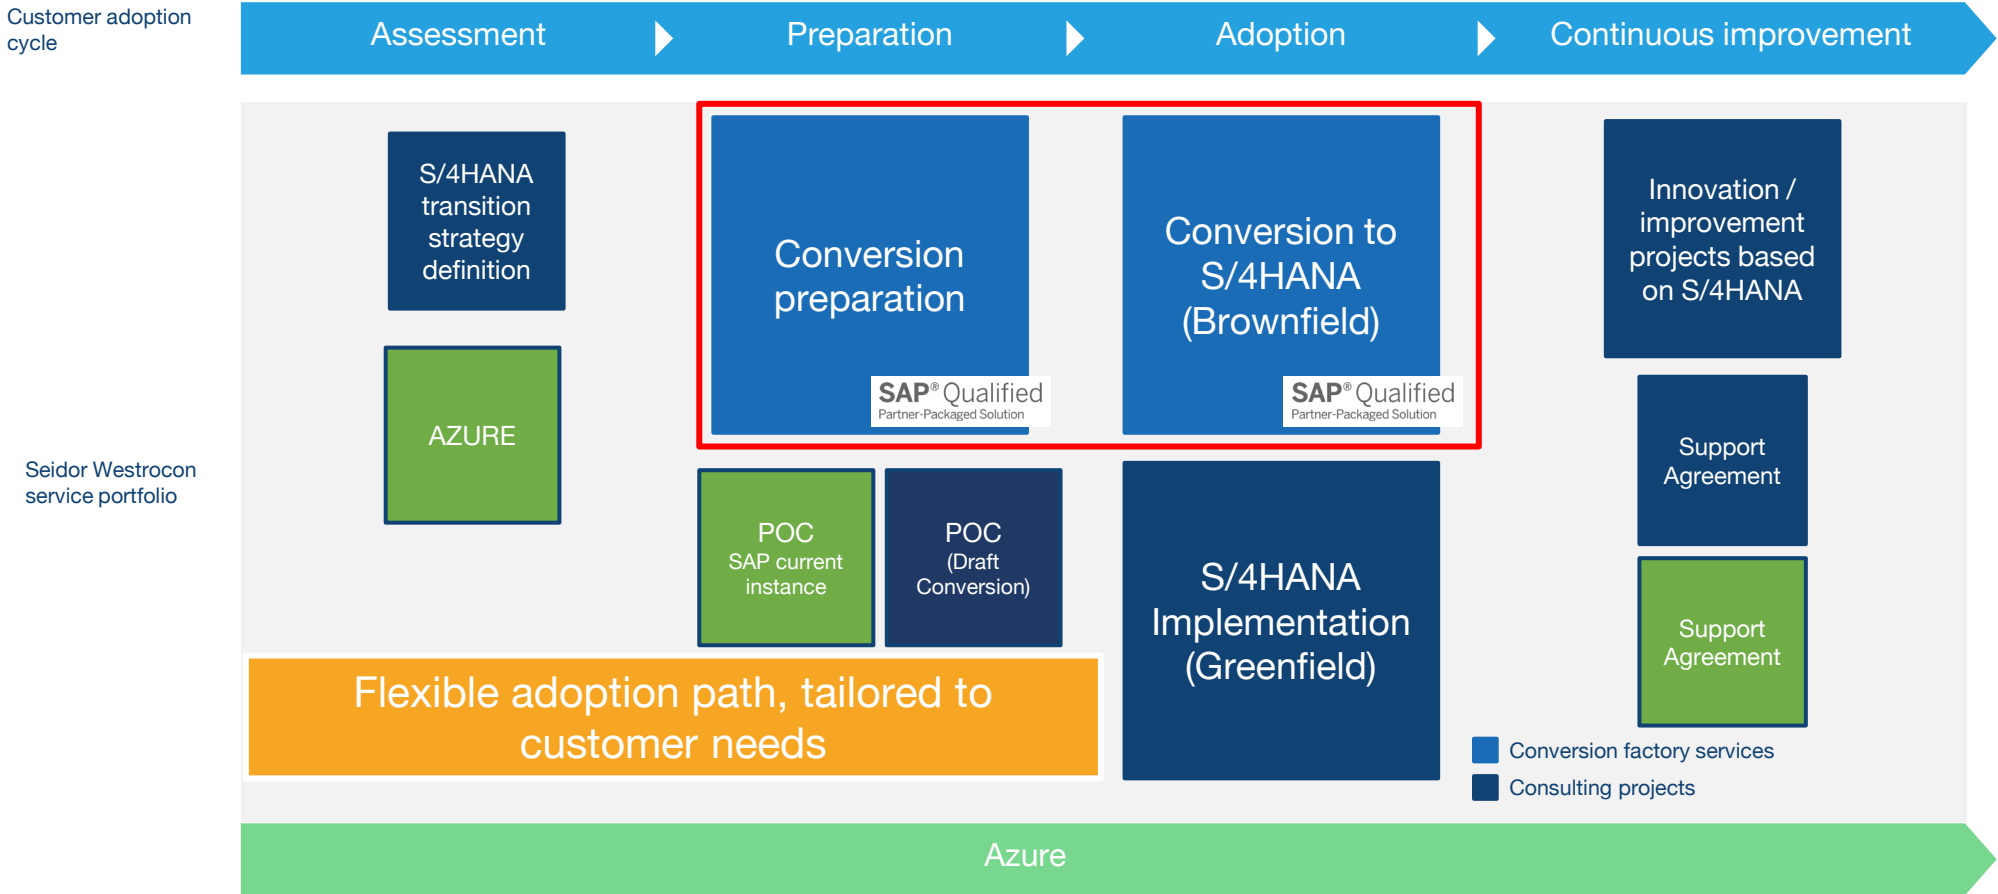 Customer adoption
cycle
Assessment
Preparation
Adoption
Continuous improvement
S/4HANA
transition
strategy
definition
AZURE
Conversion
preparation
SAP® Qualified
Partner-Packaged Solution
Conversion to
S/4HANA
(Brownfield)
SAP® Qualified
Partner-Packaged Solution
Innovation /
improvement
projects based
on S/4HANA
Seidor Westrocon
service portfolio
POC
SAP current
instance
POC
(Draft
Conversion)
S/4HANA
Implementation
(Greenfield)
Support
Agreement
Support
Agreement
Flexible adoption path, tailored to
customer needs
Conversion factory services
Consulting projects
Azure